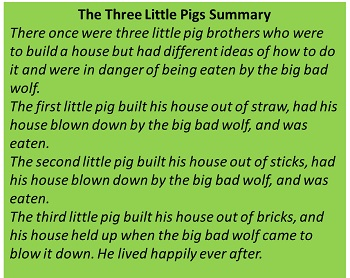 The Three Little Pigs Summary
There once were three little pig brothers who were
to build a house but had different ideas of how to do
it and were in danger of being eaten by the big bad
wolf.
The first little pig built his house out of straw, had his
house blown down by the big bad wolf, and was
eaten.
The second little pig built his house out of sticks, had
his house blown down by the big bad wolf, and was
eaten.
The third little pig built his house out of bricks, and
his house held up when the big bad wolf came to
blow it down. He lived happily ever after.